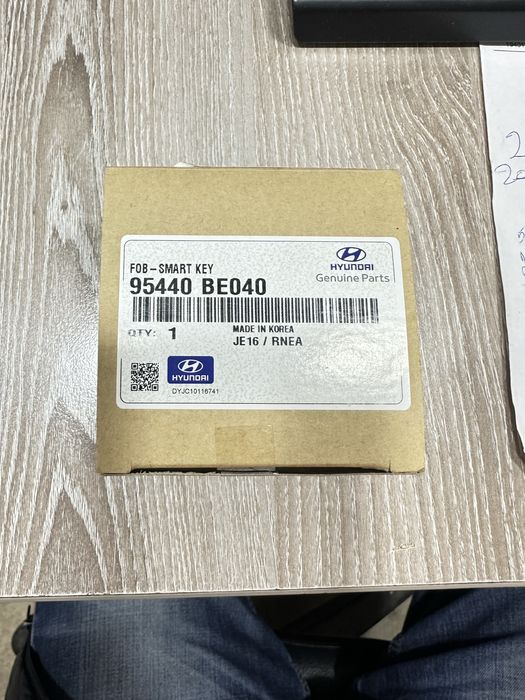 FOB-SMART KEY
HYUNDAI
Genuine Parts
95440 BE040
QTY: 1
MADE IN KOREA
JE16 / RNEA
HYUNDAI
DYJC10116741